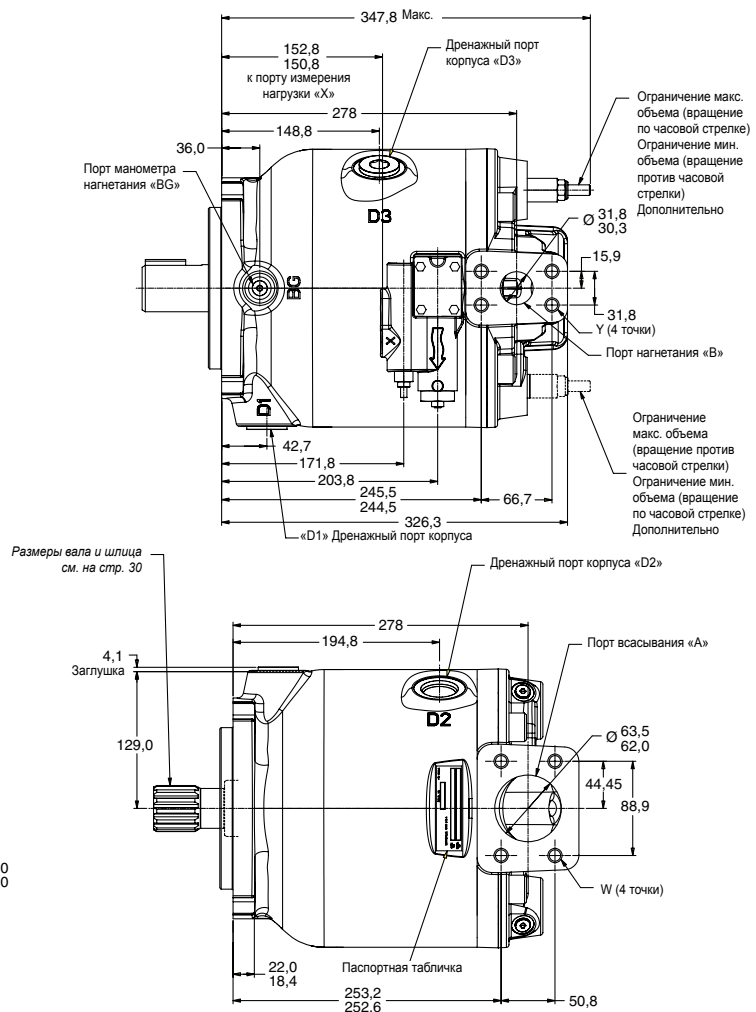 347,8 Макс.
152,8
150,8
к порту измерения
нагрузки «X»
Дренажный порт
корпуса «D3»
278
148,8
36,0
Порт манометра
нагнетания «BG»
Ограничение макс.
объема (вращение
по часовой стрелке)
Ограничение мин.
объема (вращение
против часовой
стрелки)
Дополнительно
Ø 31,8
30,3
15,9
31,8
Y (4 точки)
Порт нагнетания «B»
D3
BG
X
D1
42,7
171,8
203,8
245,5
244,5
66,7
326,3
«D1» Дренажный порт корпуса
Ограничение
макс. объема
(вращение против
часовой стрелки)
Ограничение мин.
объема (вращение
по часовой стрелке)
Дополнительно
Размеры вала и шлица
см. на стр. 30
Дренажный порт корпуса «D2»
278
194,8
Порт всасывания «A»
4,1
Заглушка
129,0
D2
Ø 63,5
62,0
44,45
88,9
W (4 точки)
0
0
22,0
18,4
Паспортная табличка
253,2
252,6
50,8